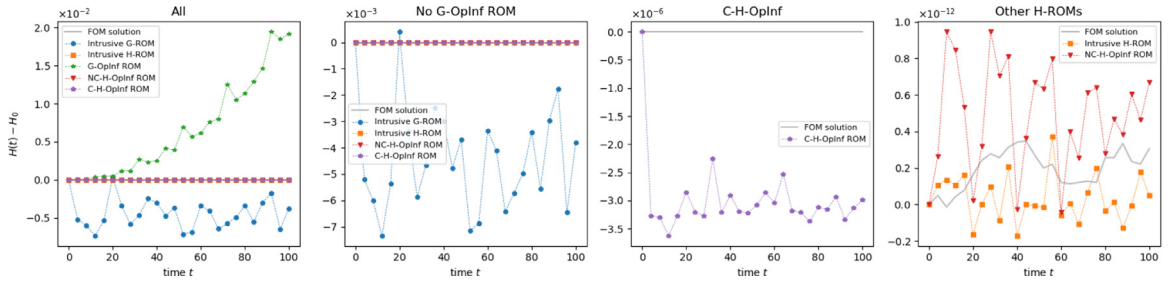 All
×10⁻²
2.0
1.5
1.0
0.5
0.0
−0.5
H(t) − H₀
FOM solution
Intrusive G-ROM
Intrusive H-ROM
G-OpInf ROM
NC-H-OpInf ROM
C-H-OpInf ROM
0 20 40 60 80 100
time t
No G-OpInf ROM
×10⁻³
0
−1
−2
−3
−4
−5
−6
−7
FOM solution
Intrusive G-ROM
Intrusive H-ROM
NC-H-OpInf ROM
C-H-OpInf ROM
0 20 40 60 80 100
time t
C-H-OpInf
×10⁻⁶
0.0
−0.5
−1.0
−1.5
−2.0
−2.5
−3.0
−3.5
FOM solution
C-H-OpInf ROM
0 20 40 60 80 100
time t
Other H-ROMs
×10⁻¹²
1.0
0.8
0.6
0.4
0.2
0.0
−0.2
FOM solution
Intrusive H-ROM
NC-H-OpInf ROM
0 20 40 60 80 100
time t